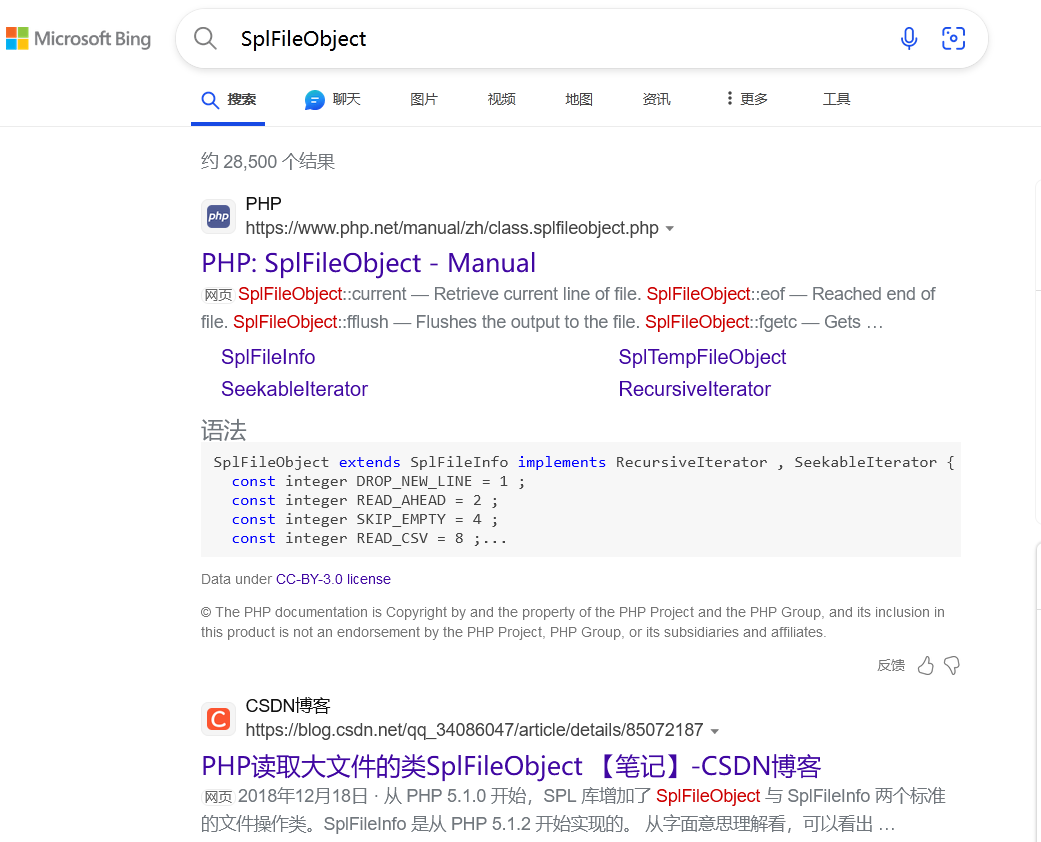 Microsoft Bing
SplFileObject
搜索 聊天 图片 视频 地图 资讯 更多 工具
约 28,500 个结果
php
PHP
https://www.php.net/manual/zh/class.splfileobject.php
PHP: SplFileObject - Manual
网页 SplFileObject::current — Retrieve current line of file. SplFileObject::eof — Reached end of
file. SplFileObject::fflush — Flushes the output to the file. SplFileObject::fgetc — Gets …
SplFileInfo SplTempFileObject
SeekableIterator RecursiveIterator
语法
SplFileObject extends SplFileInfo implements RecursiveIterator , SeekableIterator {
const integer DROP_NEW_LINE = 1 ;
const integer READ_AHEAD = 2 ;
const integer SKIP_EMPTY = 4 ;
const integer READ_CSV = 8 ;...
Data under CC-BY-3.0 license
© The PHP documentation is Copyright by and the property of the PHP Project and the PHP Group, and its inclusion in
this product is not an endorsement by the PHP Project, PHP Group, or its subsidiaries and affiliates.
反馈
C
CSDN博客
https://blog.csdn.net/qq_34086047/article/details/85072187
PHP读取大文件的类SplFileObject 【笔记】-CSDN博客
网页 2018年12月18日 · 从 PHP 5.1.0 开始，SPL 库增加了 SplFileObject 与 SplFileInfo 两个标准
的文件操作类。SplFileInfo 是从 PHP 5.1.2 开始实现的。 从字面意思理解看，可以看出 …